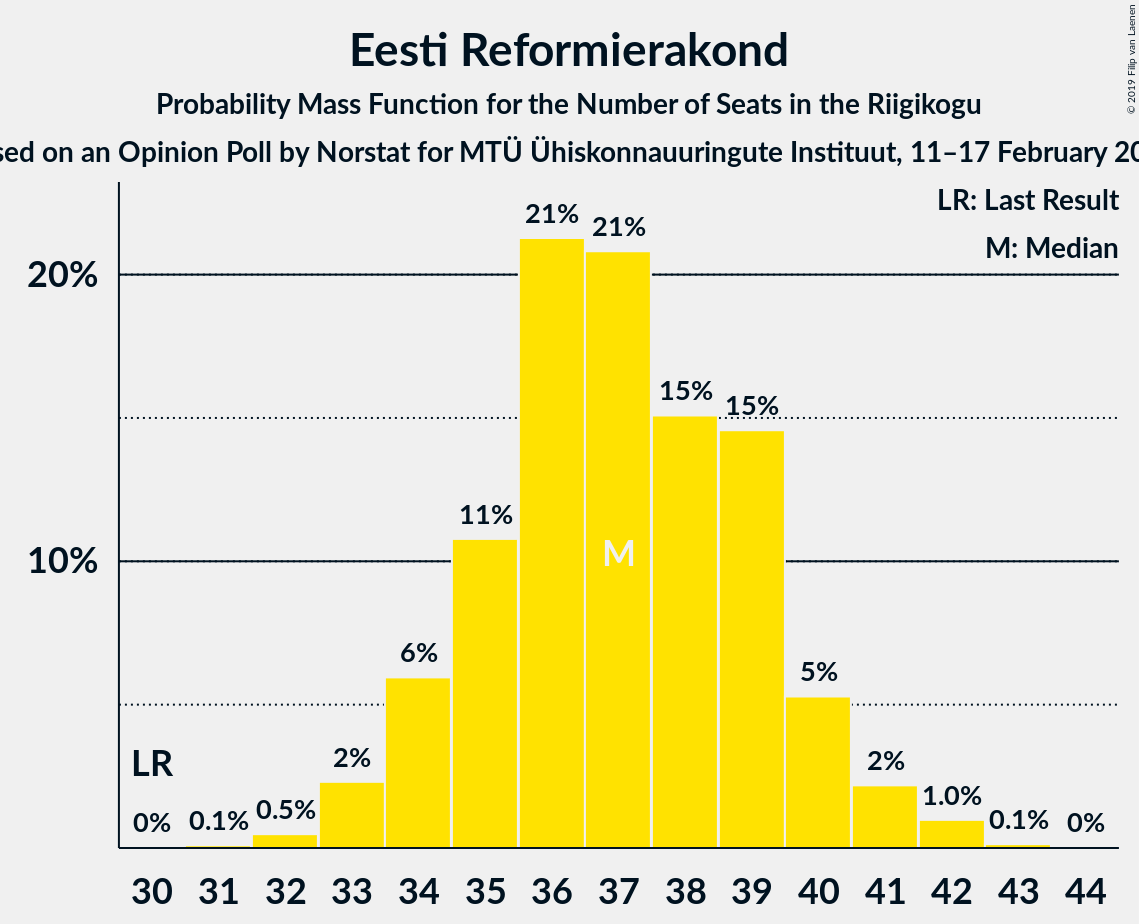 Eesti Reformierakond
Probability Mass Function for the Number of Seats in the Riigikogu
on an Opinion Poll by Norstat for MTÜ Ühiskonnauuringute Instituut, 11–17 February
© 2019 Filip van Laenen
LR: Last Result
M: Median
20%
10%
21%
21%
15%
15%
11%
M
6%
5%
LR
2%
2%
0%
0.1%
0.5%
1.0%
0.1%
0%
30 31 32 33 34 35 36 37 38 39 40 41 42 43 44